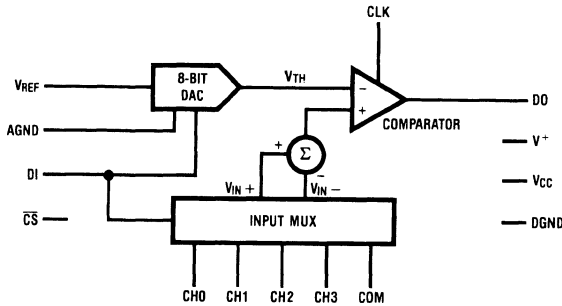 CLK
8-BIT
DAC
VREF
VTH
−
+
DO
AGND
COMPARATOR
V+
+
Σ
DI
−
VCC
VIN +
VIN −
CS
INPUT MUX
DGND
CH0
CH1
CH2
CH3
COM